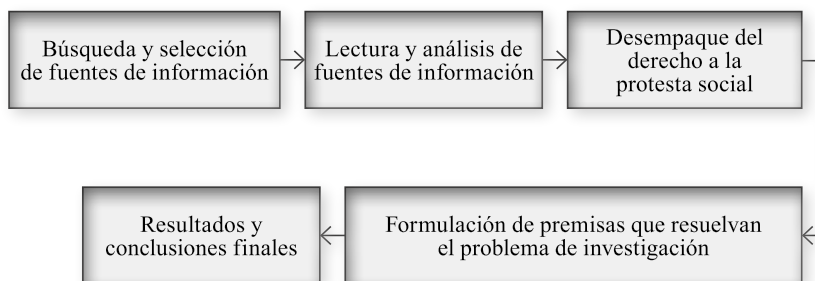 Búsqueda y selección
de fuentes de información
Lectura y análisis de
fuentes de información
Desempaque del
derecho a la
protesta social
Formulación de premisas que resuelvan
el problema de investigación
Resultados y
conclusiones finales